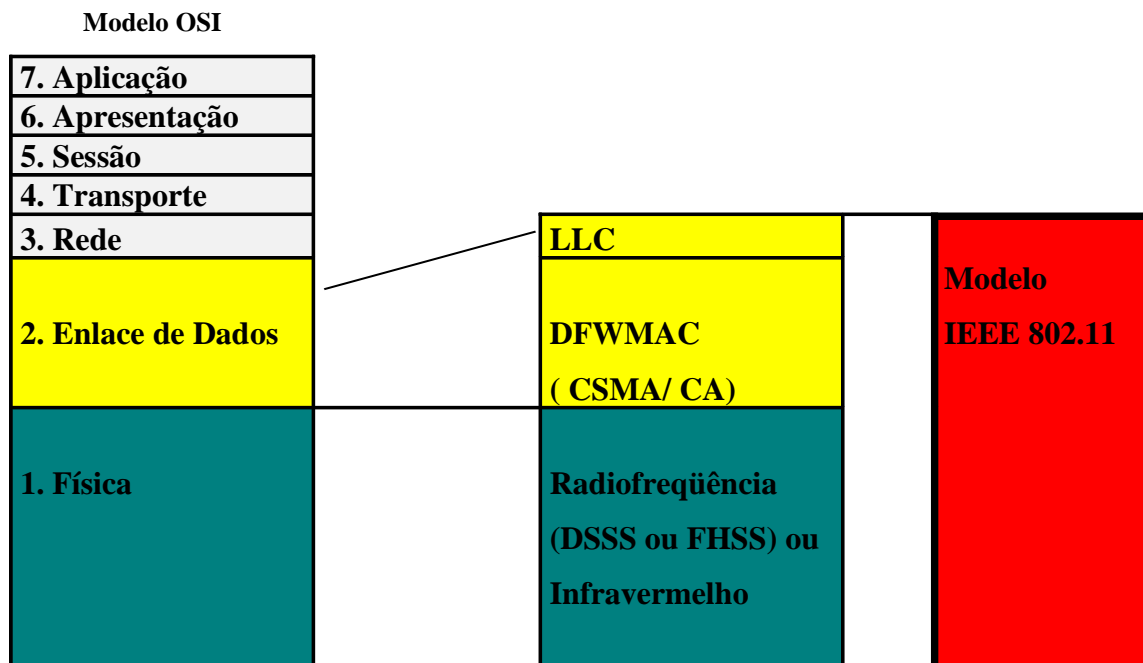 Modelo OSI
7. Aplicação
6. Apresentação
5. Sessão
4. Transporte
3. Rede
2. Enlace de Dados
1. Física
LLC
DFWMAC
( CSMA/ CA)
Radiofreqüência
(DSSS ou FHSS) ou
Infravermelho
Modelo
IEEE 802.11